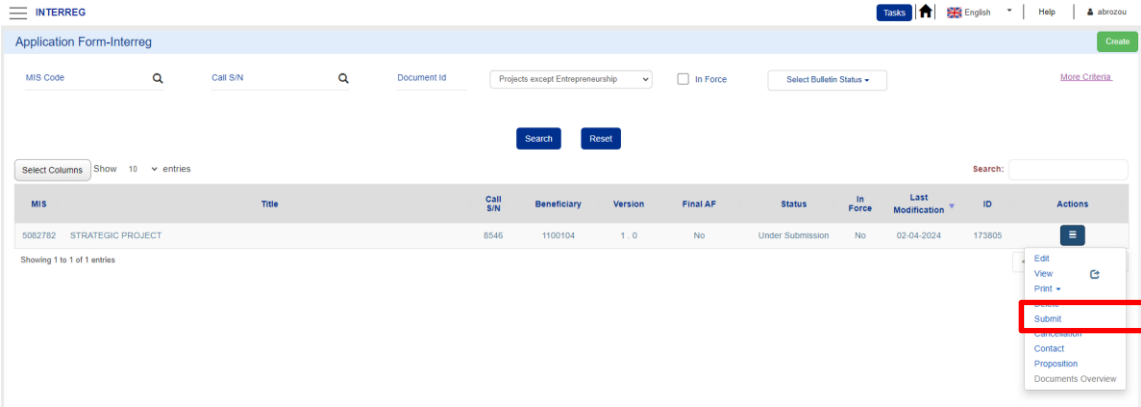 INTERREG Tasks English Help abrozou
Application Form-Interreg Create
MIS Code Call S/N Document Id Projects except Entrepreneurship In Force Select Bulletin Status More Criteria
Search Reset
Select Columns Show 10 entries Search:
MIS Title Call S/N Beneficiary Version Final AF Status In Force Last Modification ID Actions
5082782 STRATEGIC PROJECT 8546 1100104 1 . 0 No Under Submission No 02-04-2024 173805
Showing 1 to 1 of 1 entries
Edit
View
Print
Delete
Submit
Cancellation
Contact
Proposition
Documents Overview